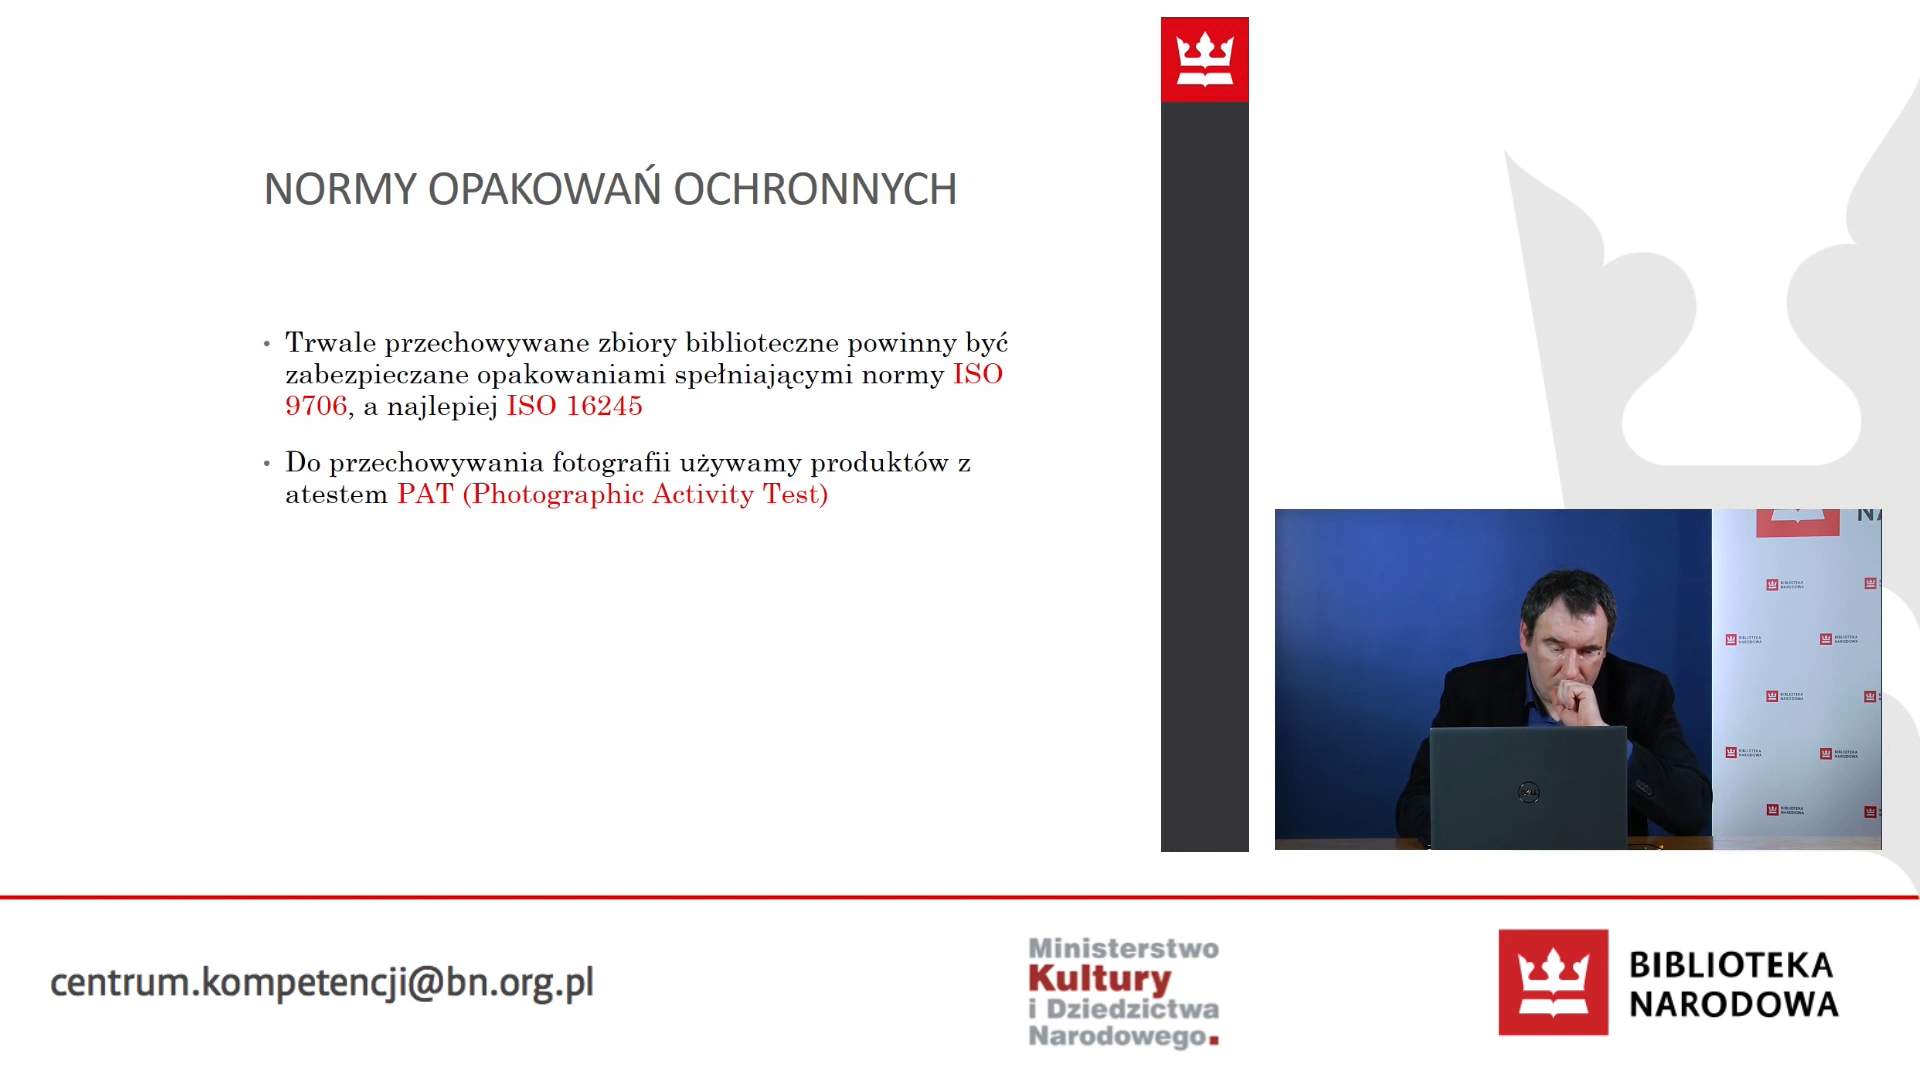 NORMY OPAKOWAŃ OCHRONNYCH
• Trwale przechowywane zbiory biblioteczne powinny być
zabezpieczane opakowaniami spełniającymi normy ISO
9706, a najlepiej ISO 16245
• Do przechowywania fotografii używamy produktów z
atestem PAT (Photographic Activity Test)
DELL
centrum.kompetencji@bn.org.pl
Ministerstwo
Kultury
i Dziedzictwa
Narodowego.
BIBLIOTEKA
NARODOWA